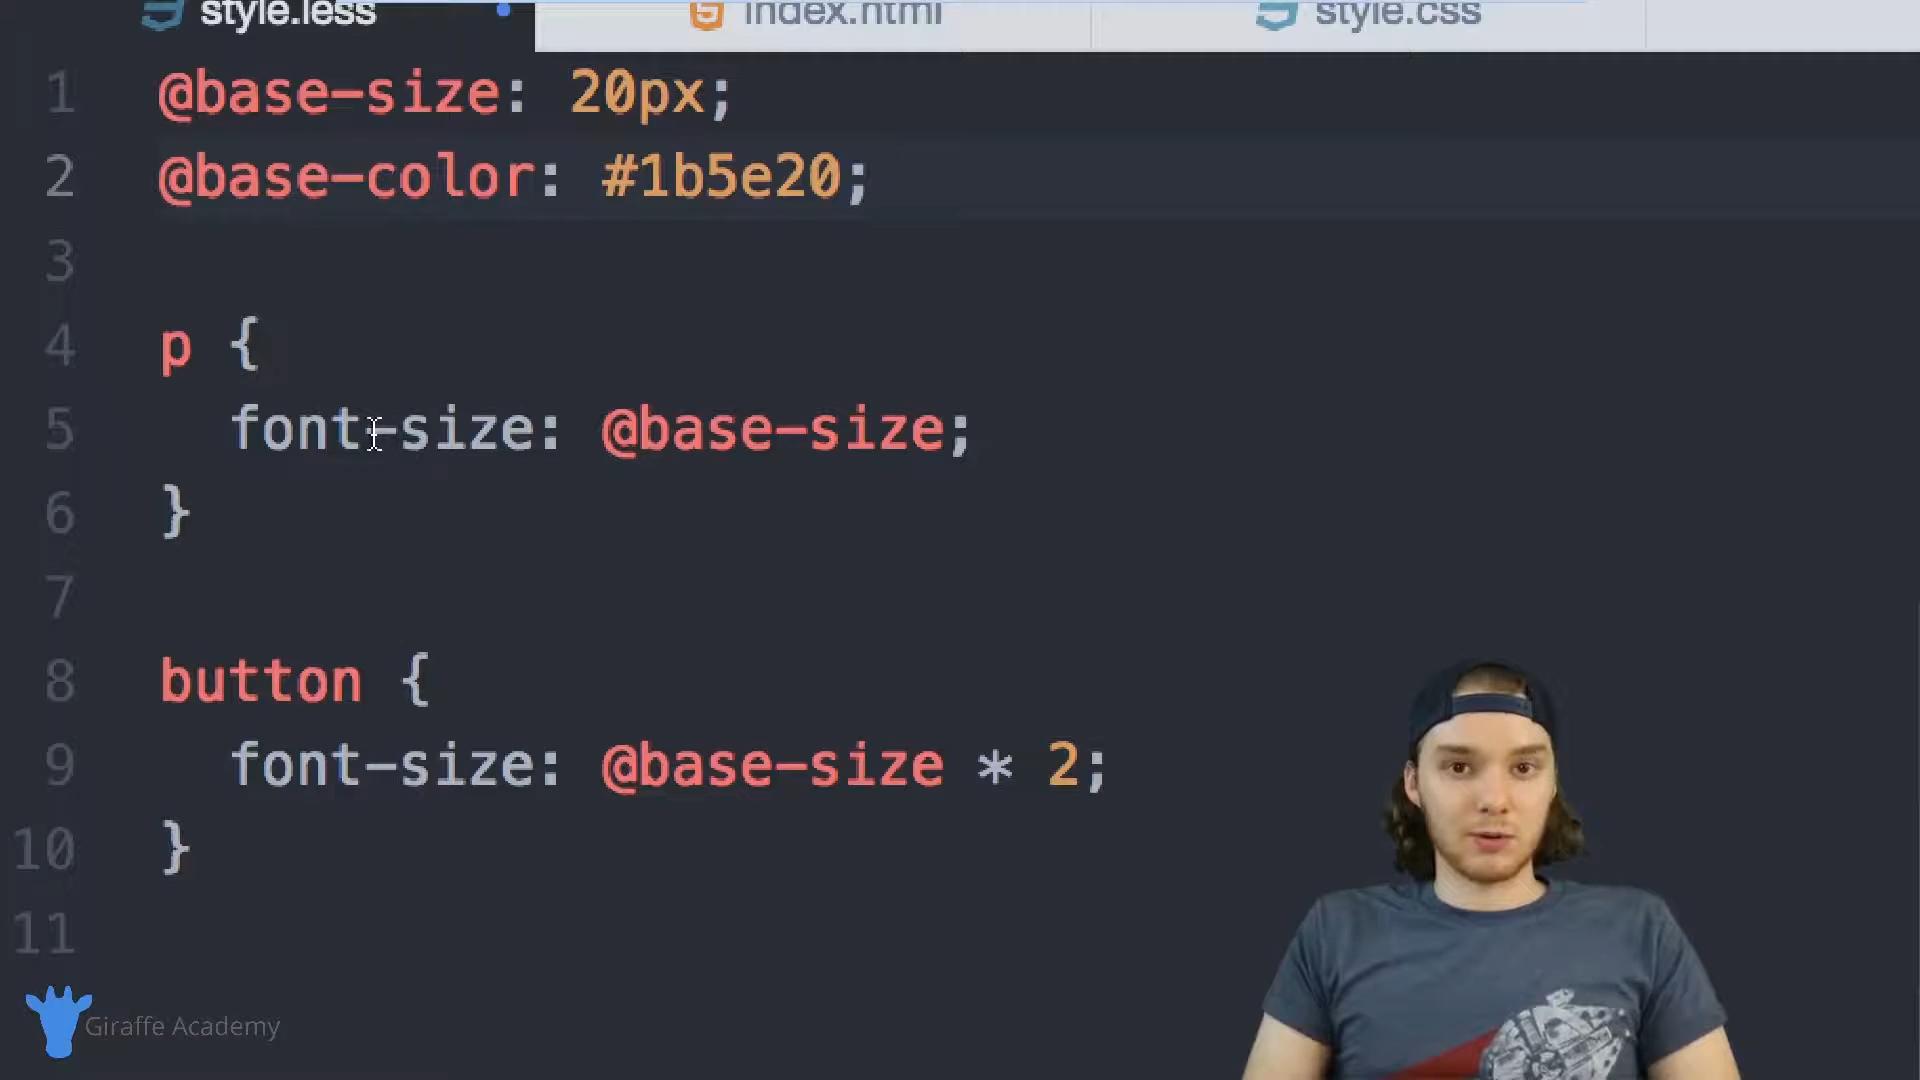 style.less index.html style.css
1 @base-size: 20px;
2 @base-color: #1b5e20;
3
4 p {
5 font-size: @base-size;
6 }
7
8 button {
9 font-size: @base-size * 2;
10 }
11
Giraffe Academy